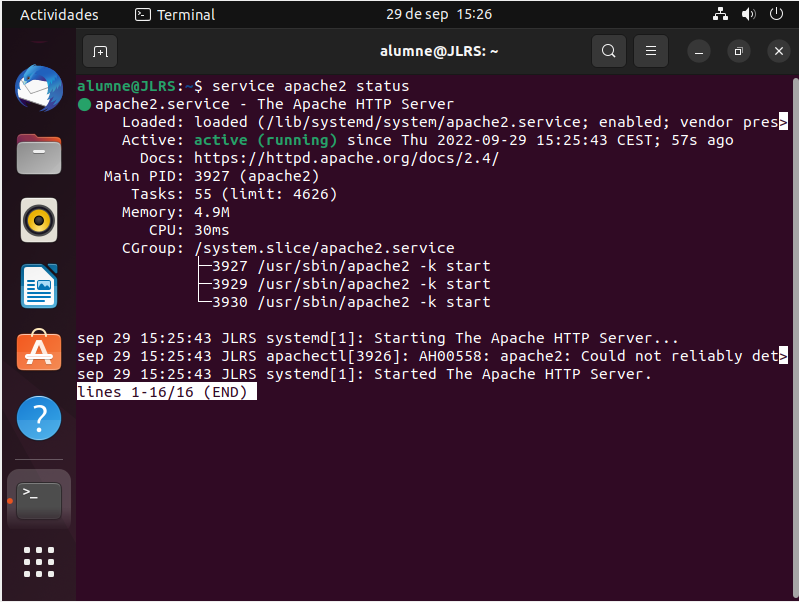 Actividades Terminal 29 de sep 15:26
alumne@JLRS: ~
alumne@JLRS:~$ service apache2 status
apache2.service - The Apache HTTP Server
Loaded: loaded (/lib/systemd/system/apache2.service; enabled; vendor pres>
Active: active (running) since Thu 2022-09-29 15:25:43 CEST; 57s ago
Docs: https://httpd.apache.org/docs/2.4/
Main PID: 3927 (apache2)
Tasks: 55 (limit: 4626)
Memory: 4.9M
CPU: 30ms
CGroup: /system.slice/apache2.service
├─3927 /usr/sbin/apache2 -k start
├─3929 /usr/sbin/apache2 -k start
└─3930 /usr/sbin/apache2 -k start
sep 29 15:25:43 JLRS systemd[1]: Starting The Apache HTTP Server...
sep 29 15:25:43 JLRS apachectl[3926]: AH00558: apache2: Could not reliably det>
sep 29 15:25:43 JLRS systemd[1]: Started The Apache HTTP Server.
lines 1-16/16 (END)